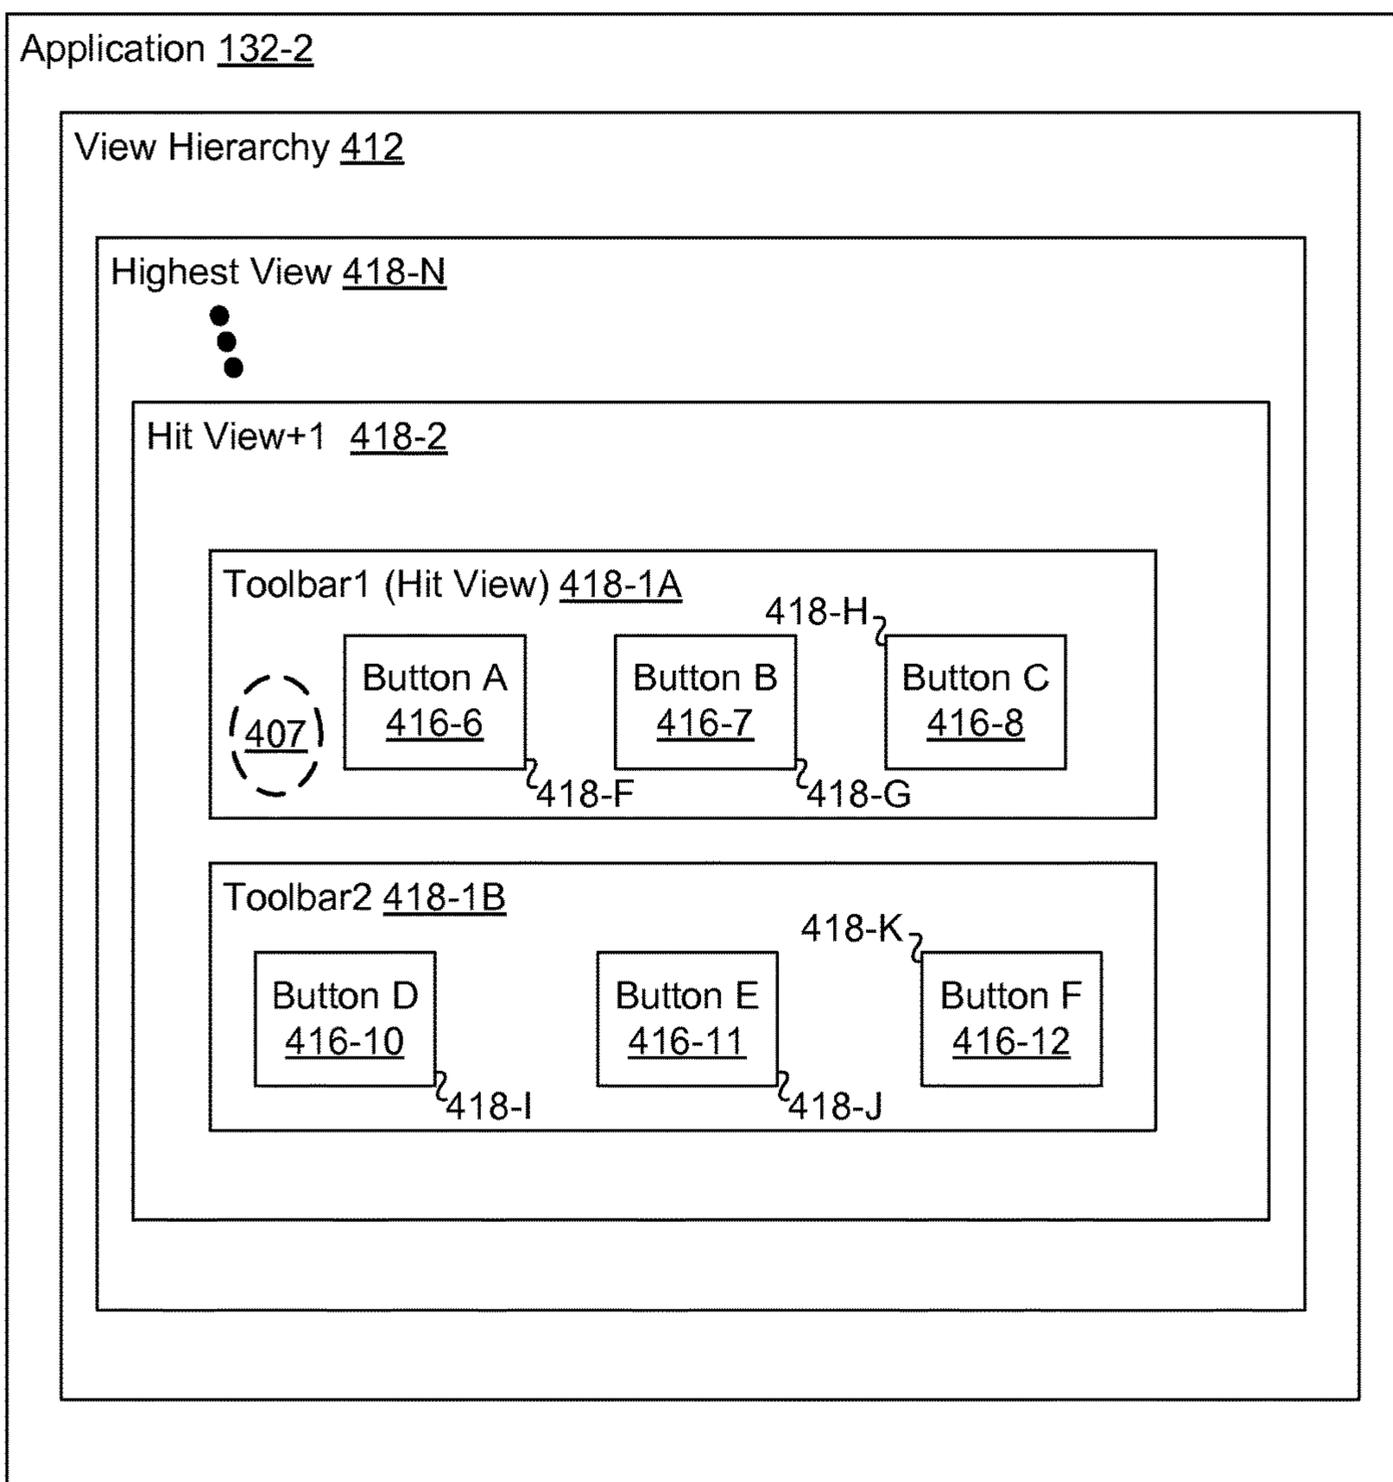 Application 132-2
View Hierarchy 412
Highest View 418-N
Hit View+1 418-2
Toolbar1 (Hit View) 418-1A
418-H
Button A
416-6
Button B
416-7
Button C
416-8
407
418-F
418-G
Toolbar2 418-1B
418-K
Button D
416-10
Button E
416-11
Button F
416-12
418-I
418-J